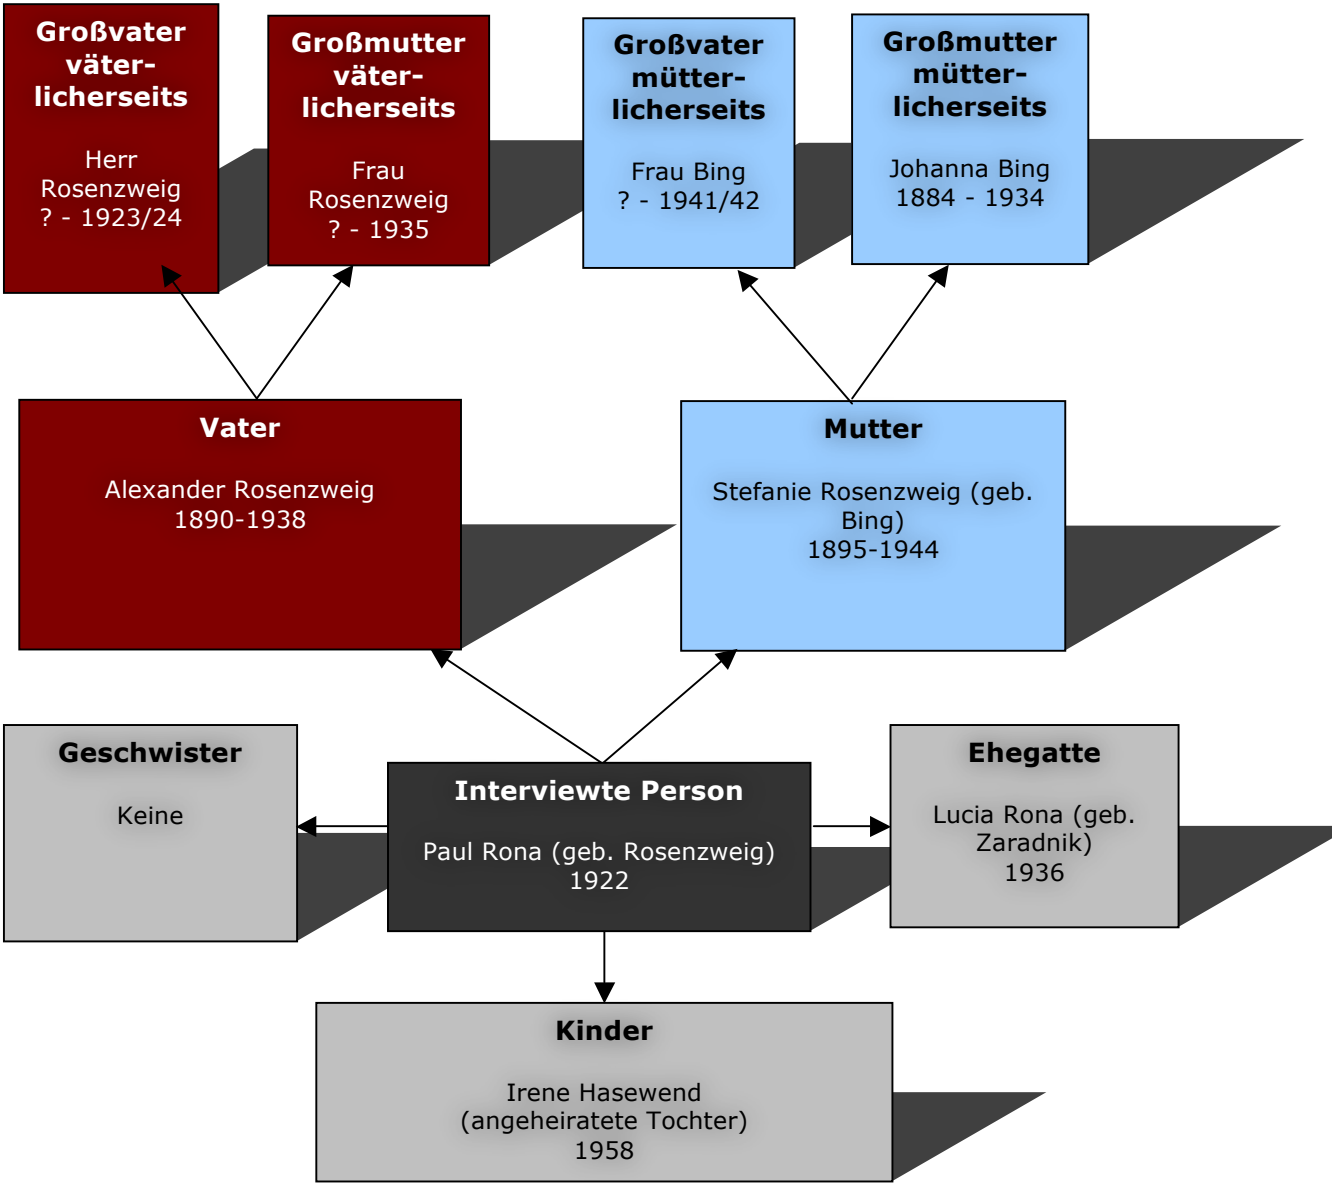 Großvater
väter-
licherseits
Herr
Rosenzweig
? - 1923/24
Großmutter
väter-
licherseits
Frau
Rosenzweig
? - 1935
Großvater
mütter-
licherseits
Frau Bing
? - 1941/42
Großmutter
mütter-
licherseits
Johanna Bing
1884 - 1934
Vater
Alexander Rosenzweig
1890-1938
Mutter
Stefanie Rosenzweig (geb.
Bing)
1895-1944
Geschwister
Keine
Interviewte Person
Paul Rona (geb. Rosenzweig)
1922
Ehegatte
Lucia Rona (geb.
Zaradnik)
1936
Kinder
Irene Hasewend
(angeheiratete Tochter)
1958